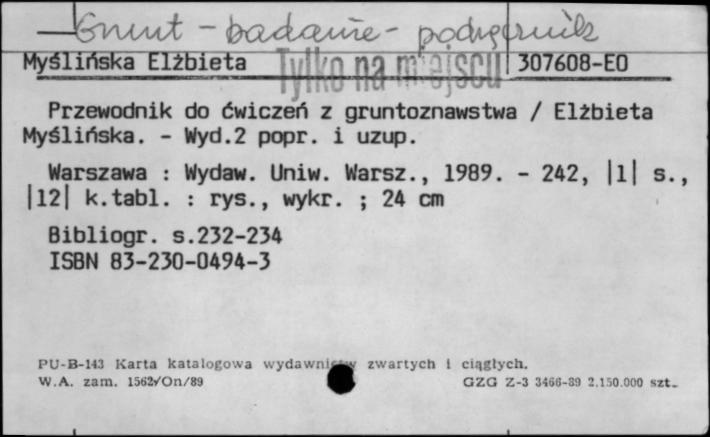 Grunt - badanie - podręcznik
Myślińska Elżbieta Tylko na miejscu 307608-EO
Przewodnik do ćwiczeń z gruntoznawstwa / Elżbieta
Myślińska. - Wyd.2 popr. i uzup.
Warszawa : Wydaw. Uniw. Warsz., 1989. - 242, |1| s.,
|12| k.tabl. : rys., wykr. ; 24 cm
Bibliogr. s.232-234
ISBN 83-230-0494-3
PU-B-143 Karta katalogowa wydawnictw zwartych i ciągłych.
W.A. zam. 1562/On/89 GZG Z-3 3466-89 2.150.000 szt.